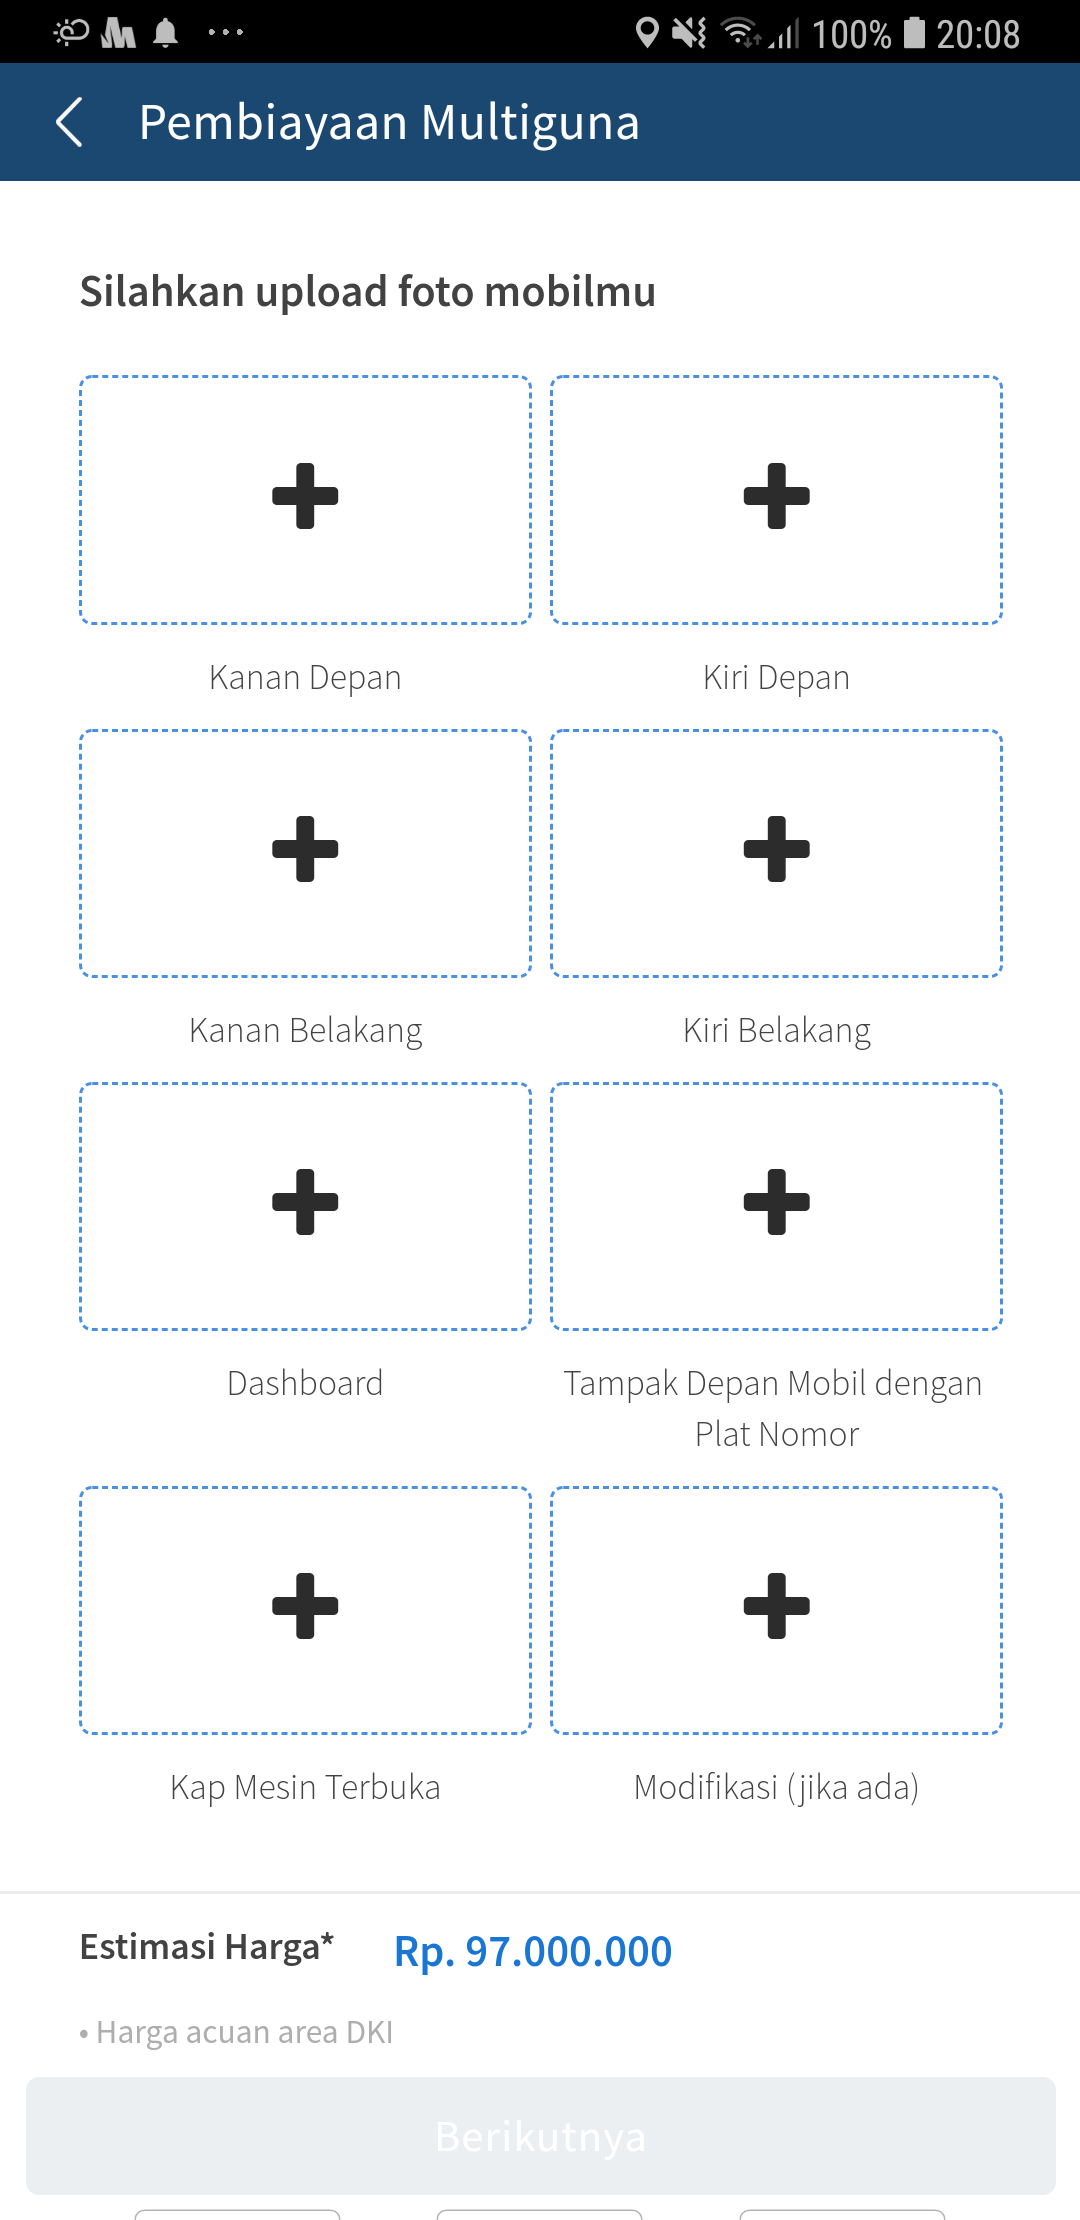 100% 20:08
Pembiayaan Multiguna
Silahkan upload foto mobilmu
Kanan Depan
Kiri Depan
Kanan Belakang
Kiri Belakang
Dashboard
Tampak Depan Mobil dengan
Plat Nomor
Kap Mesin Terbuka
Modifikasi (jika ada)
Estimasi Harga* Rp. 97.000.000
• Harga acuan area DKI
Berikutnya